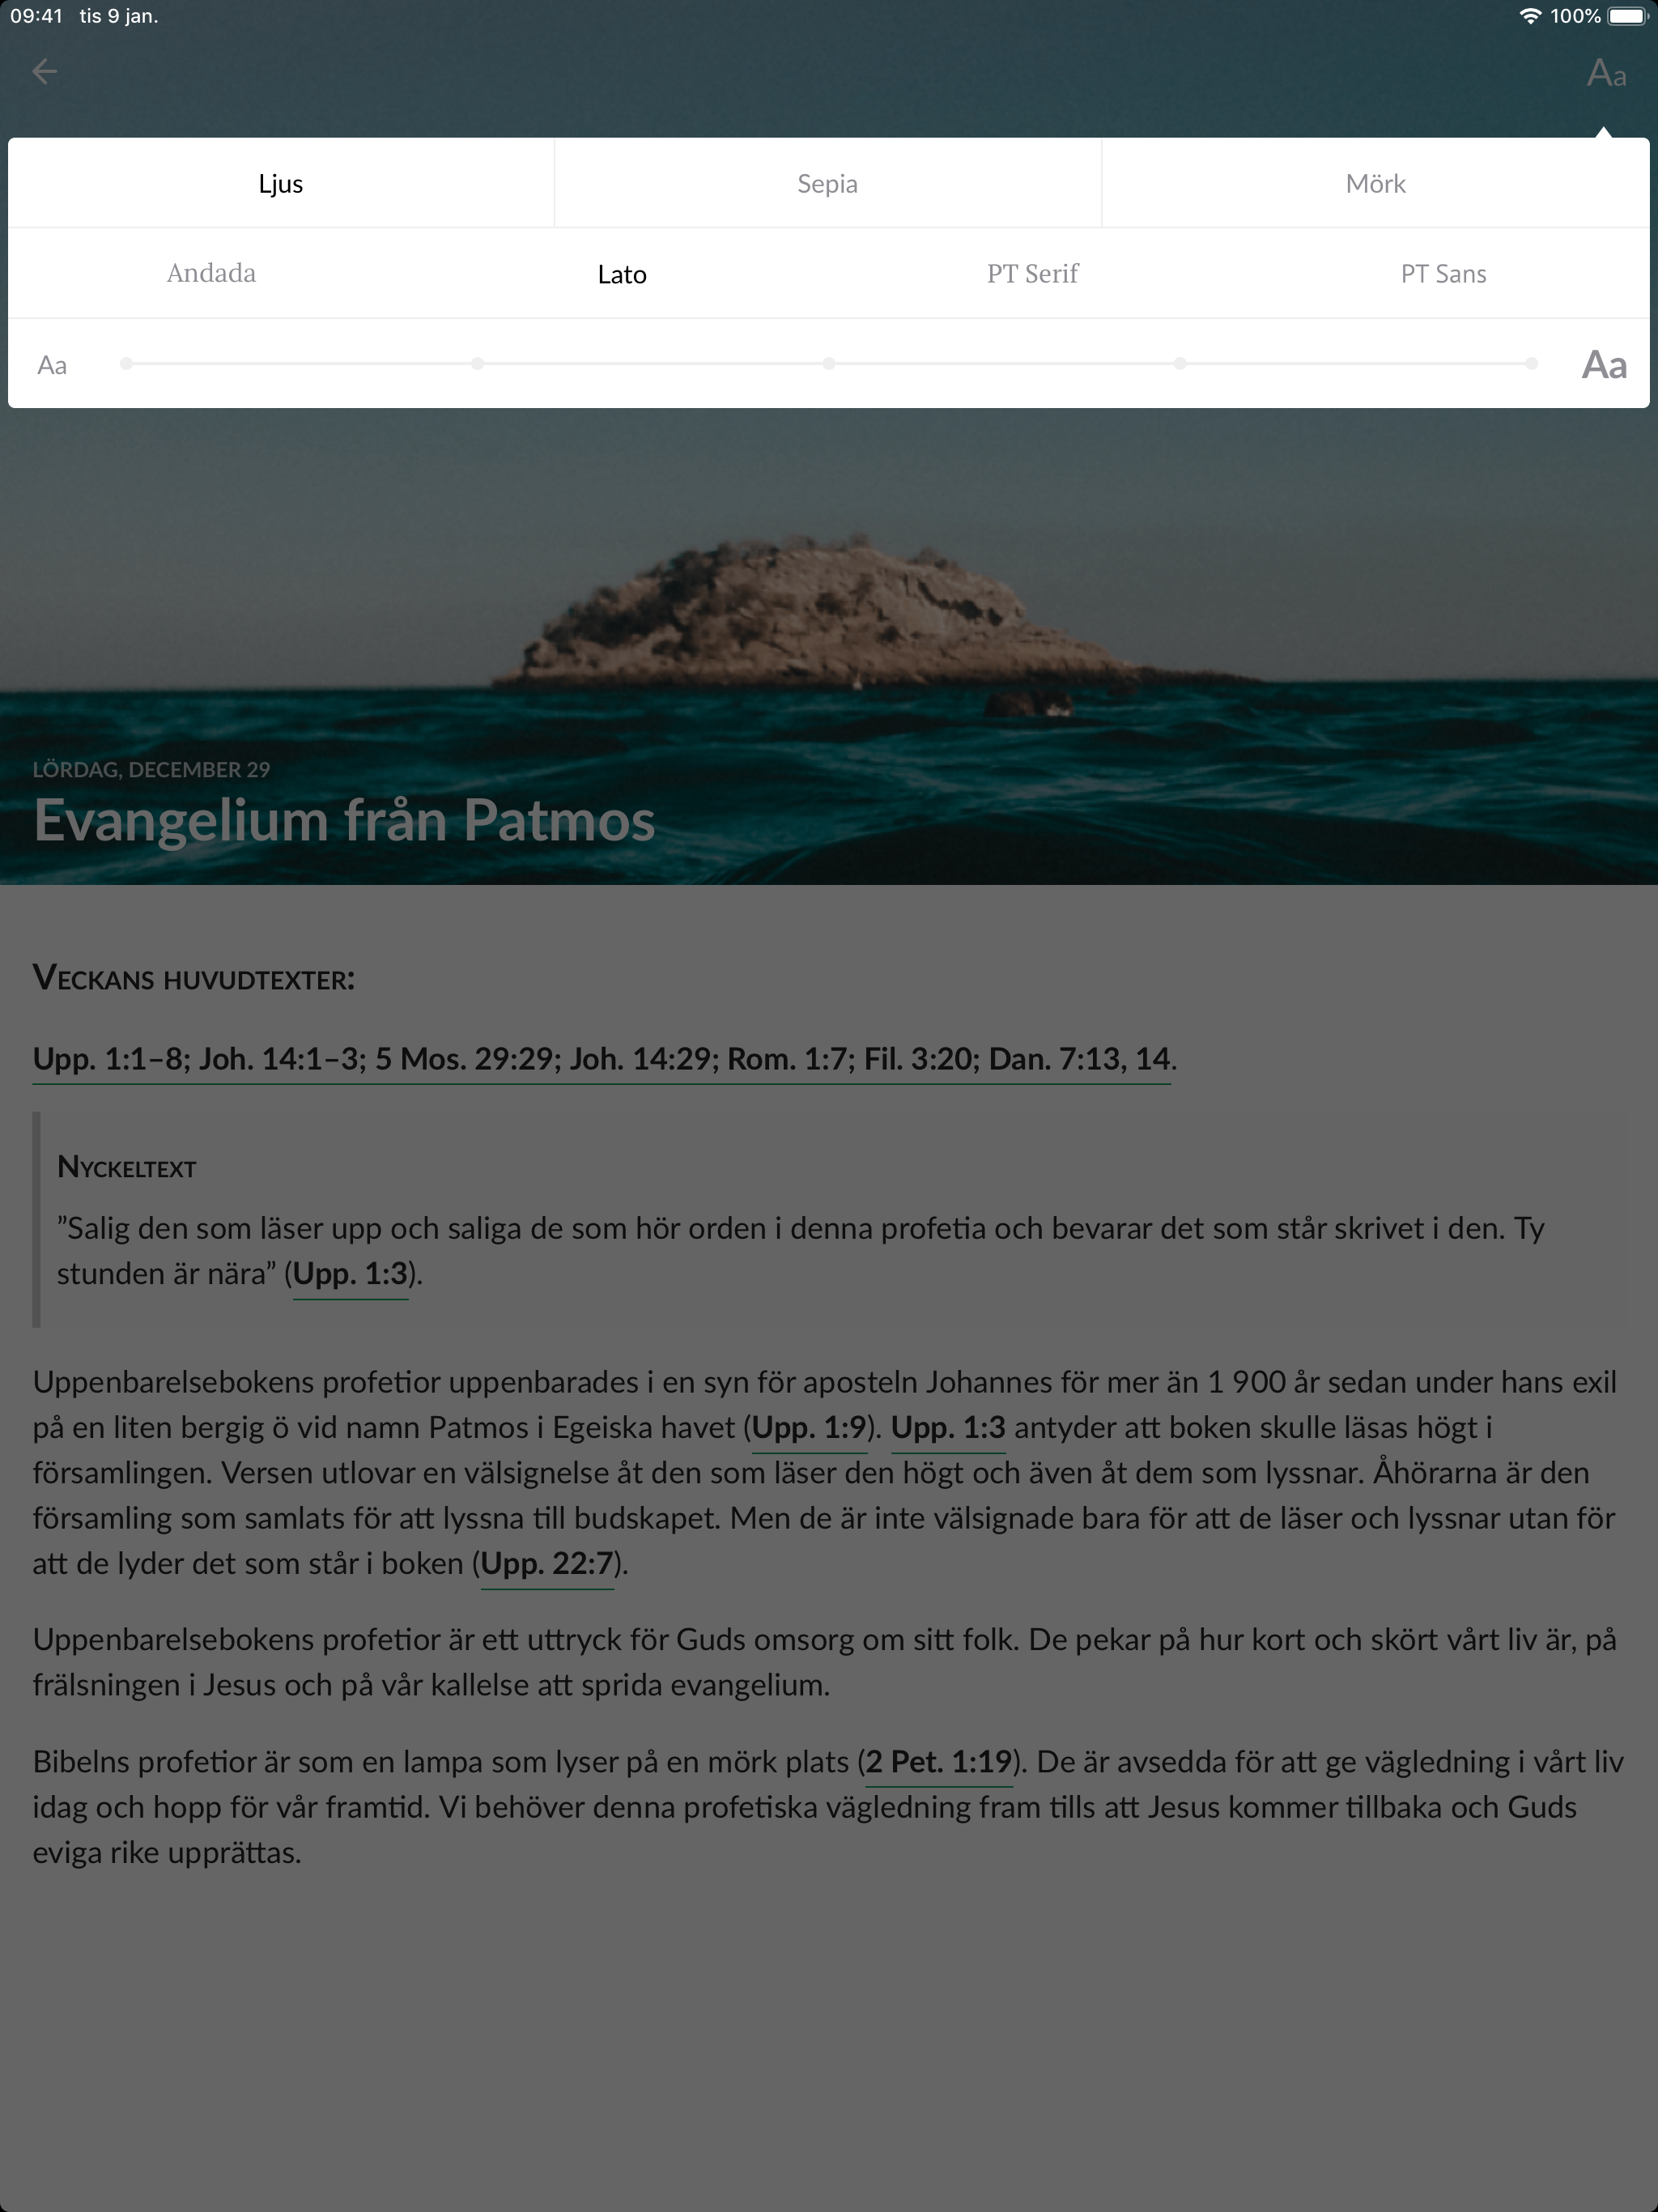 09:41 tis 9 jan. 100%
Aa
Ljus Sepia Mörk
Andada Lato PT Serif PT Sans
Aa Aa
LÖRDAG, DECEMBER 29
Evangelium från Patmos
VECKANS HUVUDTEXTER:
Upp. 1:1–8; Joh. 14:1–3; 5 Mos. 29:29; Joh. 14:29; Rom. 1:7; Fil. 3:20; Dan. 7:13, 14.
NYCKELTEXT
”Salig den som läser upp och saliga de som hör orden i denna profetia och bevarar det som står skrivet i den. Ty
stunden är nära” (Upp. 1:3).
Uppenbarelsebokens profetior uppenbarades i en syn för aposteln Johannes för mer än 1 900 år sedan under hans exil
på en liten bergig ö vid namn Patmos i Egeiska havet (Upp. 1:9). Upp. 1:3 antyder att boken skulle läsas högt i
församlingen. Versen utlovar en välsignelse åt den som läser den högt och även åt dem som lyssnar. Åhörarna är den
församling som samlats för att lyssna till budskapet. Men de är inte välsignade bara för att de läser och lyssnar utan för
att de lyder det som står i boken (Upp. 22:7).
Uppenbarelsebokens profetior är ett uttryck för Guds omsorg om sitt folk. De pekar på hur kort och skört vårt liv är, på
frälsningen i Jesus och på vår kallelse att sprida evangelium.
Bibelns profetior är som en lampa som lyser på en mörk plats (2 Pet. 1:19). De är avsedda för att ge vägledning i vårt liv
idag och hopp för vår framtid. Vi behöver denna profetiska vägledning fram tills att Jesus kommer tillbaka och Guds
eviga rike upprättas.